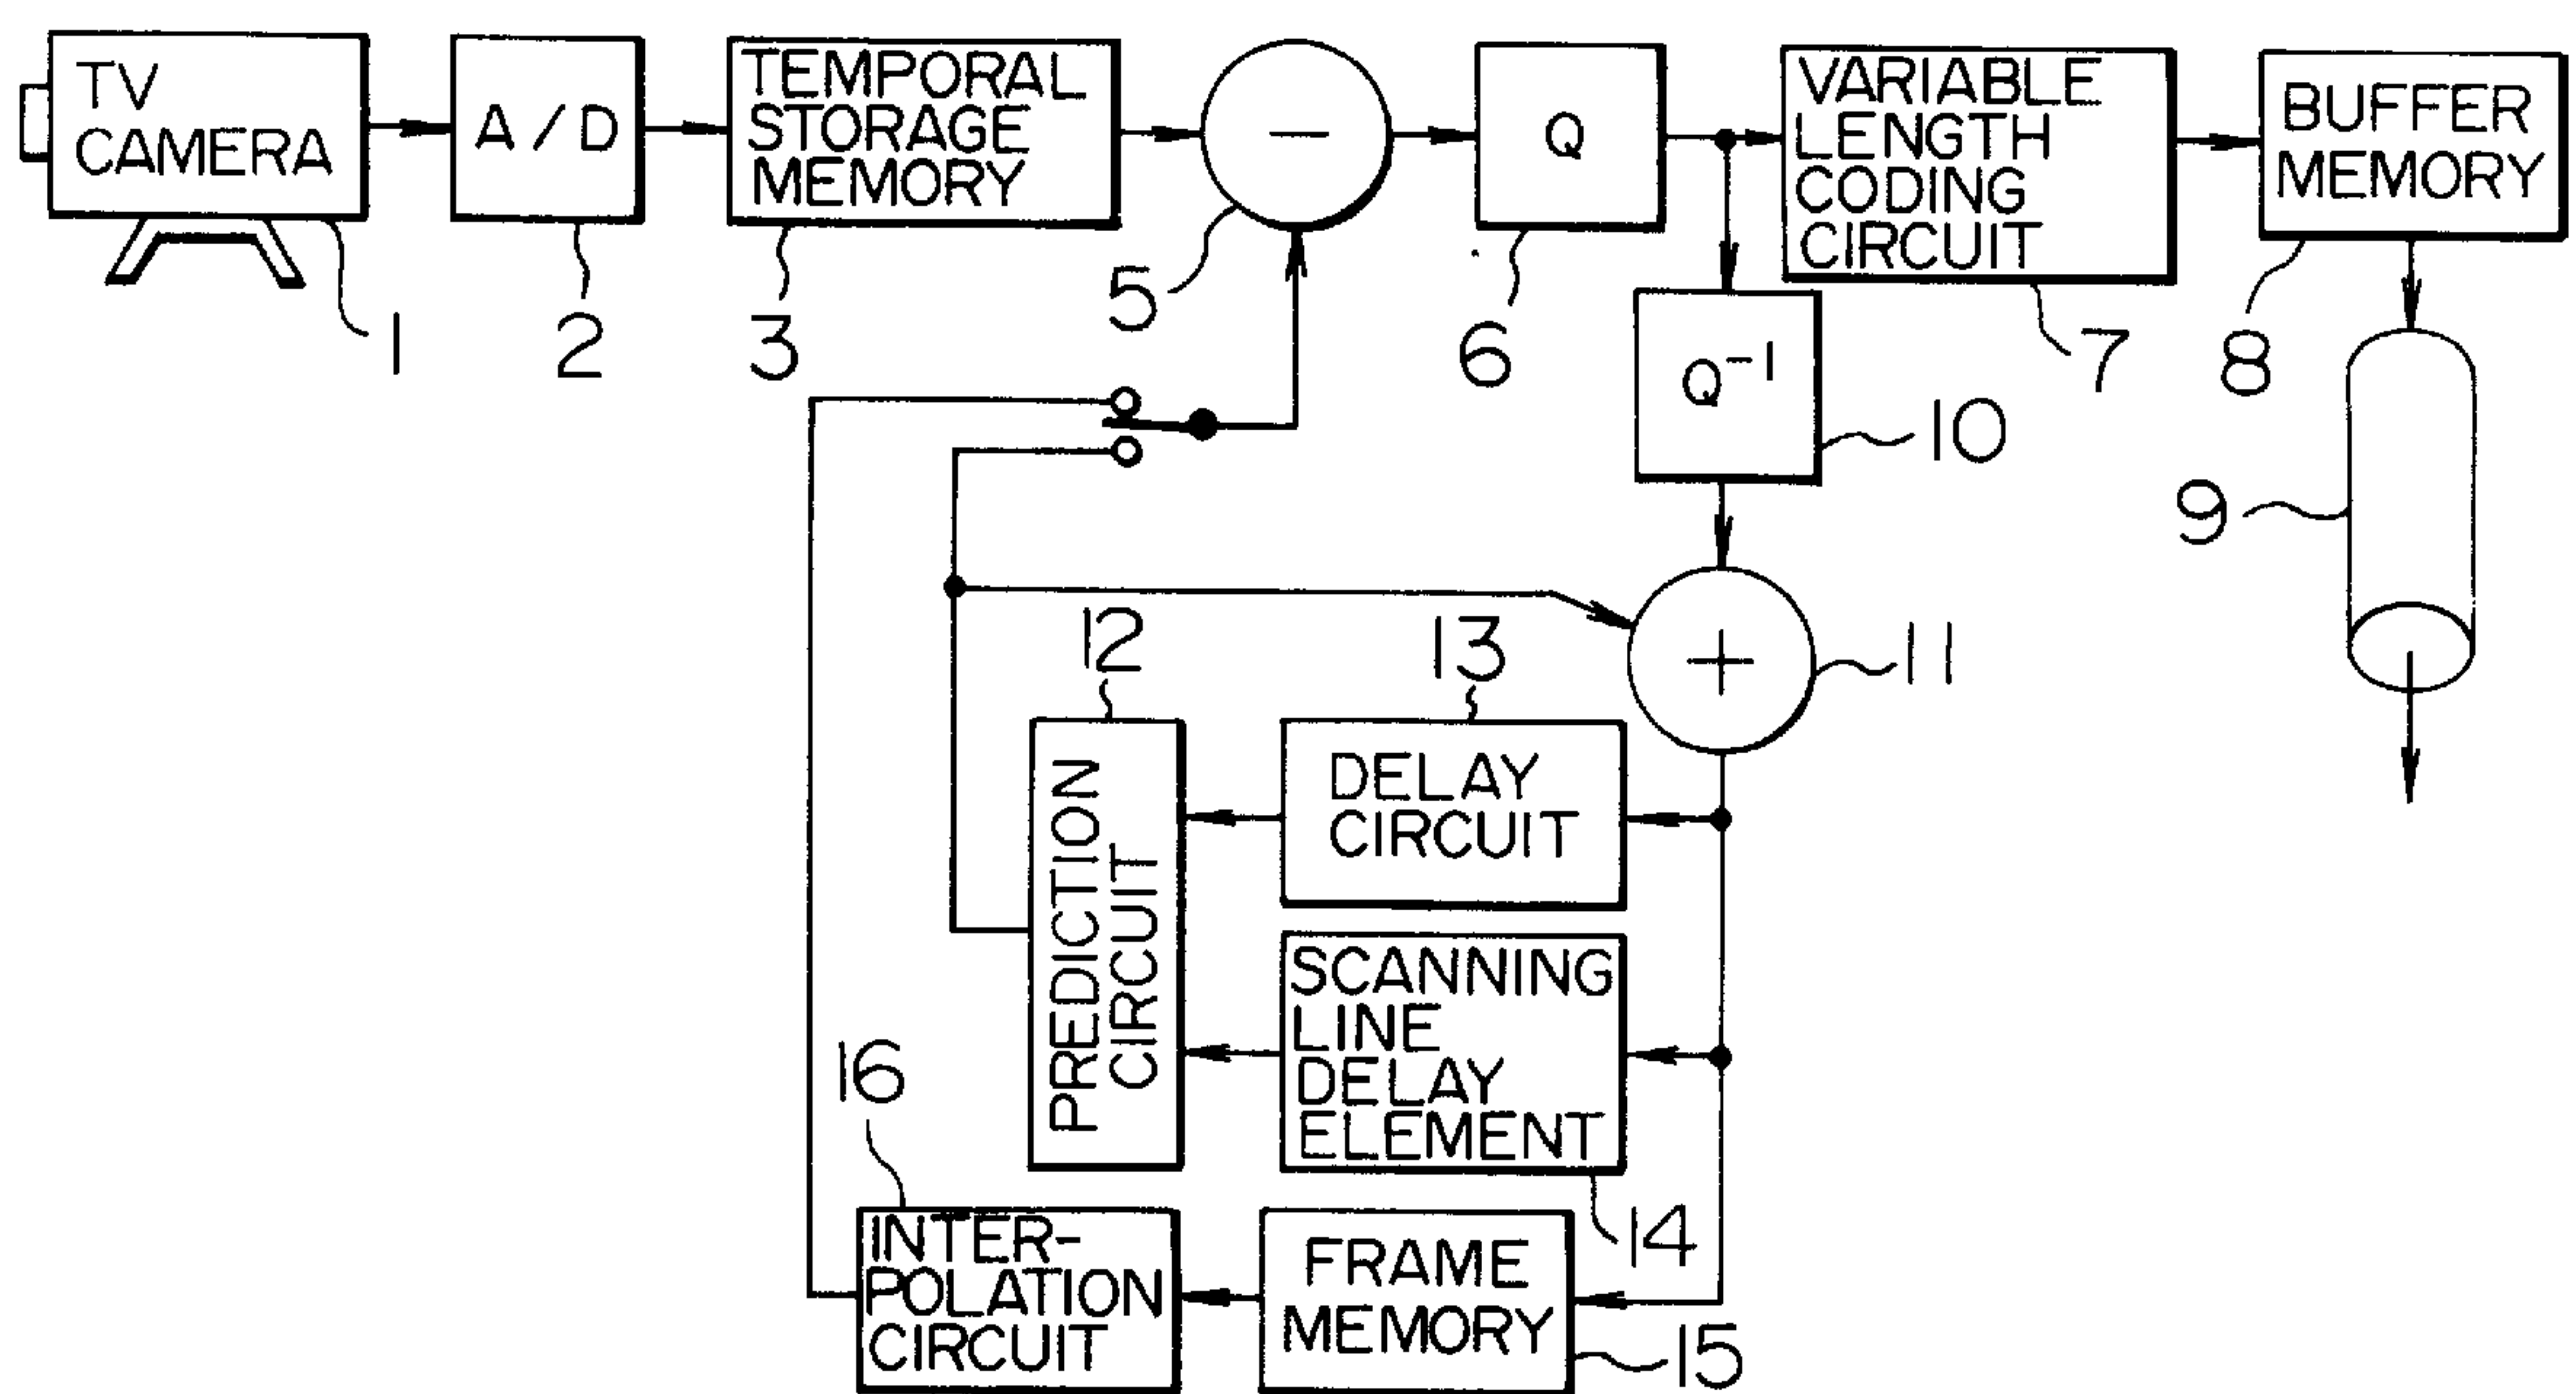 TV
CAMERA
A/D
TEMPORAL
STORAGE
MEMORY
—
Q
VARIABLE
LENGTH
CODING
CIRCUIT
BUFFER
MEMORY
1
2
3
5
6
7
8
Q⁻¹
10
9
+
11
12
13
PREDICTION
CIRCUIT
DELAY
CIRCUIT
SCANNING
LINE
DELAY
ELEMENT
14
16
INTER-
POLATION
CIRCUIT
FRAME
MEMORY
15